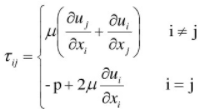 τ_ij = { μ(∂u_j/∂x_i + ∂u_i/∂x_j) i ≠ j
-p + 2μ ∂u_i/∂x_i i = j